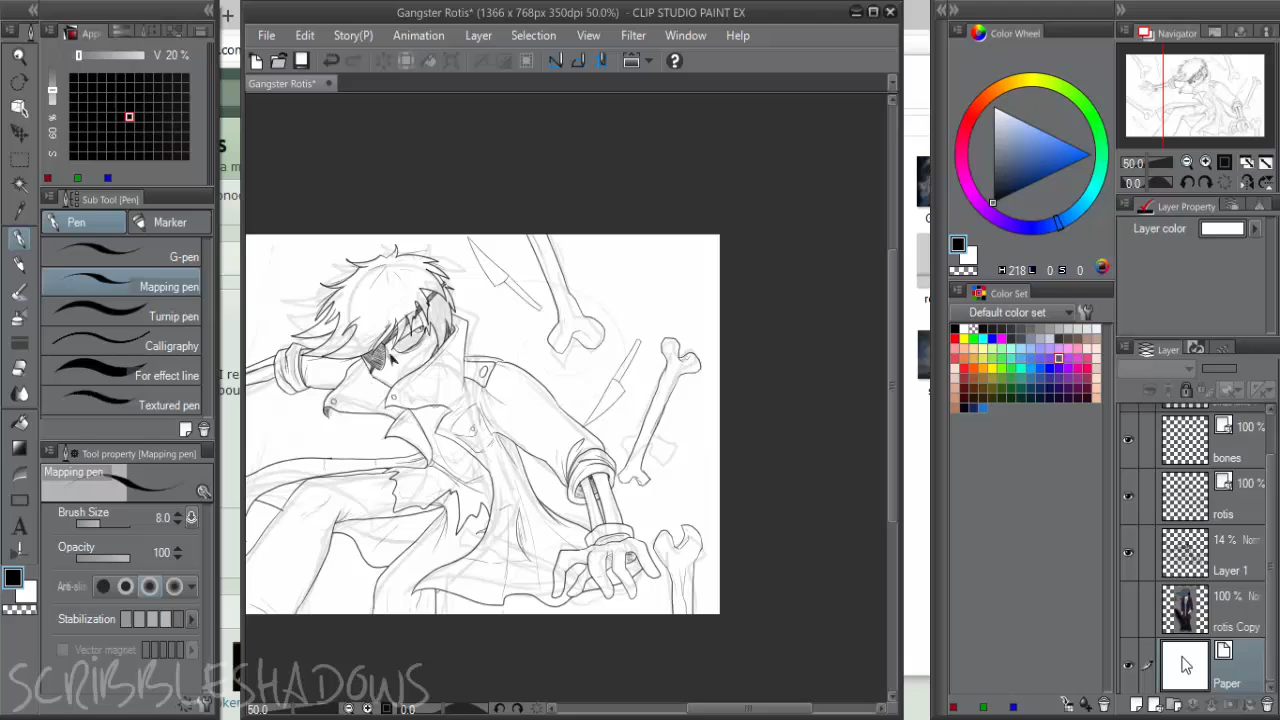 Gangster Rotis* (1366 x 768px 350dpi 50.0%) - CLIP STUDIO PAINT EX
File Edit Story(P) Animation Layer Selection View Filter Window Help
Gangster Rotis*
App
V 20 %
% 60 S
Sub Tool [Pen]
Pen Marker
G-pen
Mapping pen
Turnip pen
Calligraphy
For effect line
Textured pen
Tool property [Mapping pen]
Mapping pen
Brush Size 8.0
Opacity 100
Stabilization
Vector magnet
50.0 0.0
Color Wheel
H 218 L 0 S 0
Color Set
Default color set
Navigator
50.0
0.0
Layer Property
Layer color
Layer
100 %
bones
100 %
rotis
14 % Nor
Layer 1
100 % No
rotis Copy
Paper
SCRIBBLESHADOWS